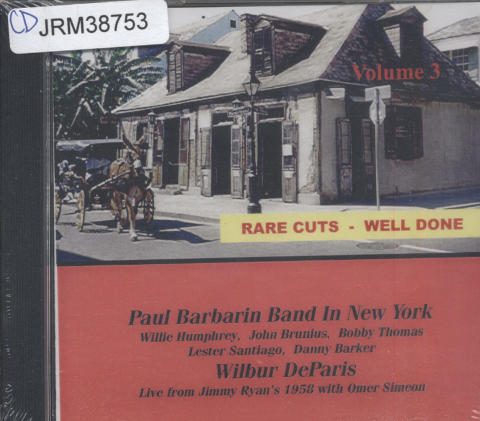 CD JRM38753
Volume 3
RARE CUTS - WELL DONE
Paul Barbarin Band In New York
Willie Humphrey, John Brunius, Bobby Thomas
Lester Santiago, Danny Barker
Wilbur DeParis
Live from Jimmy Ryan's 1958 with Omer Simeon